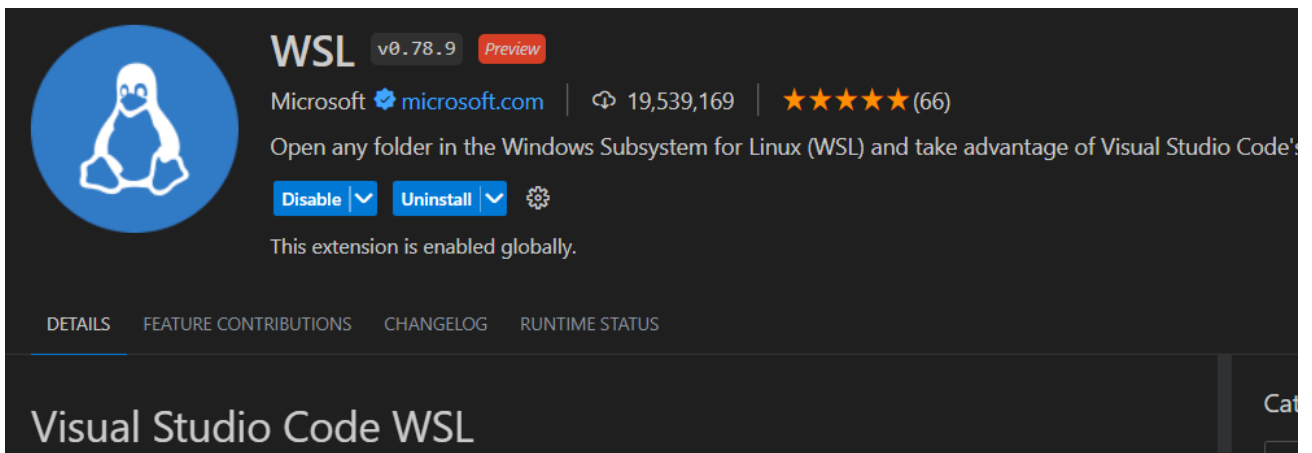 WSL v0.78.9 Preview
Microsoft microsoft.com 19,539,169 ★★★★★(66)
Open any folder in the Windows Subsystem for Linux (WSL) and take advantage of Visual Studio Code's
Disable Uninstall
This extension is enabled globally.
DETAILS FEATURE CONTRIBUTIONS CHANGELOG RUNTIME STATUS
Visual Studio Code WSL
Cat